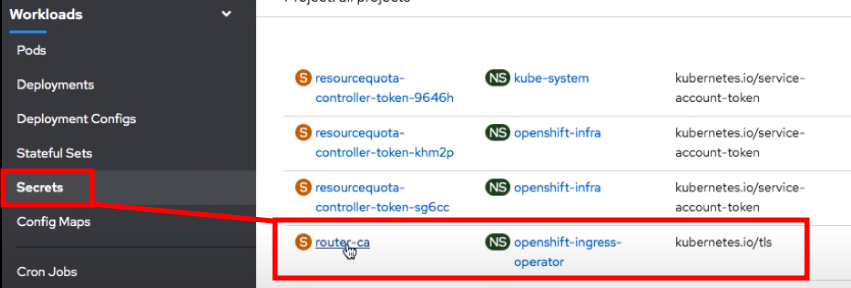 Project: all projects
Workloads
Pods
Deployments
Deployment Configs
Stateful Sets
Secrets
Config Maps
Cron Jobs
S resourcequota- NS kube-system kubernetes.io/service-
controller-token-9646h account-token
S resourcequota- NS openshift-infra kubernetes.io/service-
controller-token-khm2p account-token
S resourcequota- NS openshift-infra kubernetes.io/service-
controller-token-sg6cc account-token
S router-ca NS openshift-ingress- kubernetes.io/tls
operator